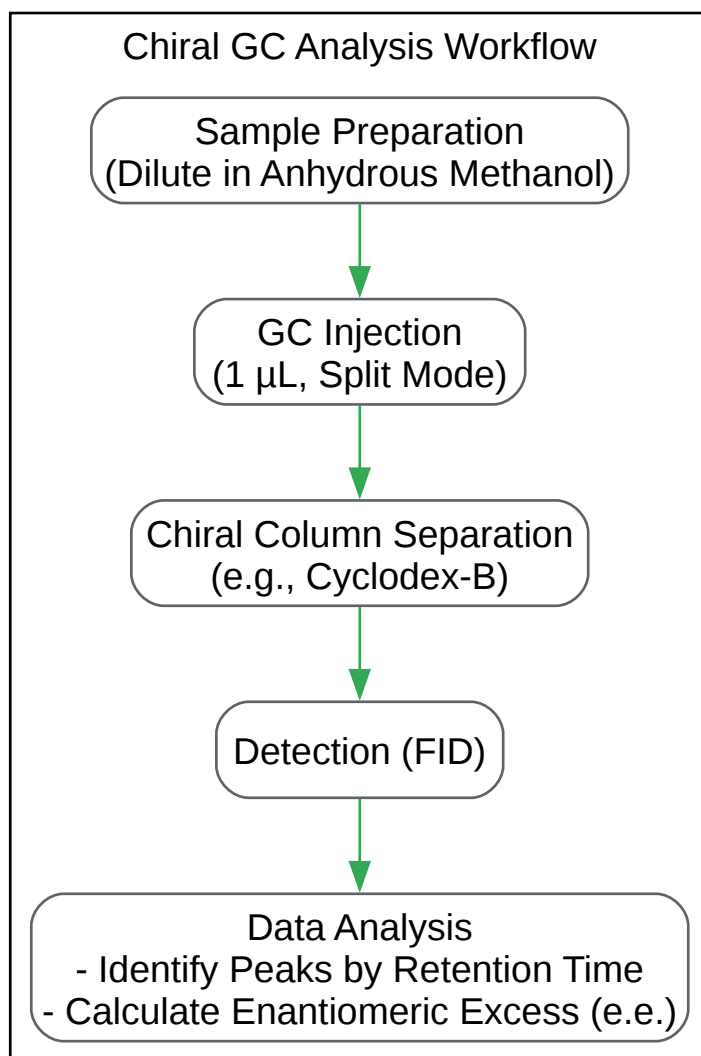 Chiral GC Analysis Workflow
Sample Preparation
(Dilute in Anhydrous Methanol)
GC Injection
(1 µL, Split Mode)
Chiral Column Separation
(e.g., Cyclodex-B)
Detection (FID)
Data Analysis
- Identify Peaks by Retention Time
- Calculate Enantiomeric Excess (e.e.)